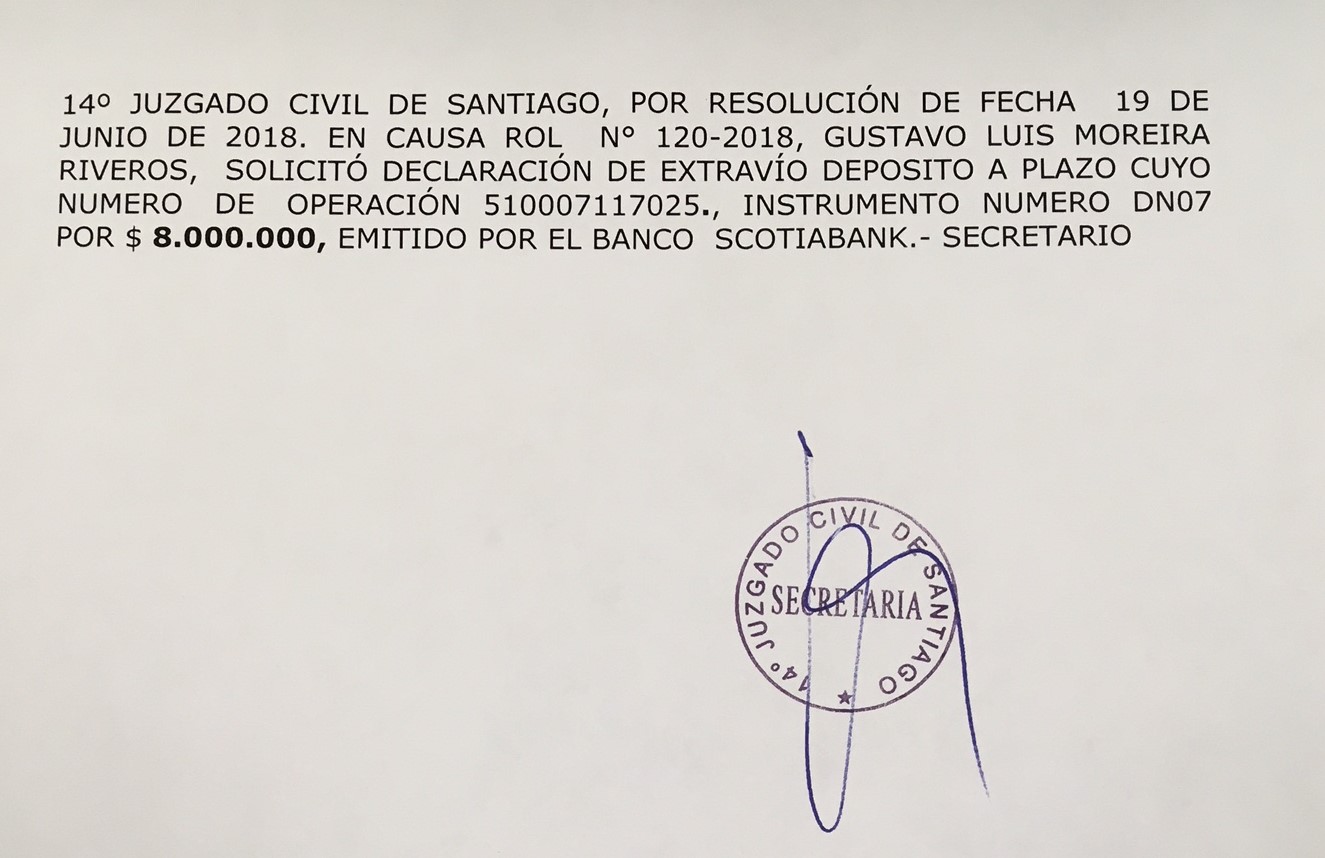 14º JUZGADO CIVIL DE SANTIAGO, POR RESOLUCIÓN DE FECHA 19 DE
JUNIO DE 2018. EN CAUSA ROL N° 120-2018, GUSTAVO LUIS MOREIRA
RIVEROS, SOLICITÓ DECLARACIÓN DE EXTRAVÍO DEPOSITO A PLAZO CUYO
NUMERO DE OPERACIÓN 510007117025., INSTRUMENTO NUMERO DN07
POR $ 8.000.000, EMITIDO POR EL BANCO SCOTIABANK.- SECRETARIO
14º JUZGADO CIVIL DE SANTIAGO
SECRETARIA